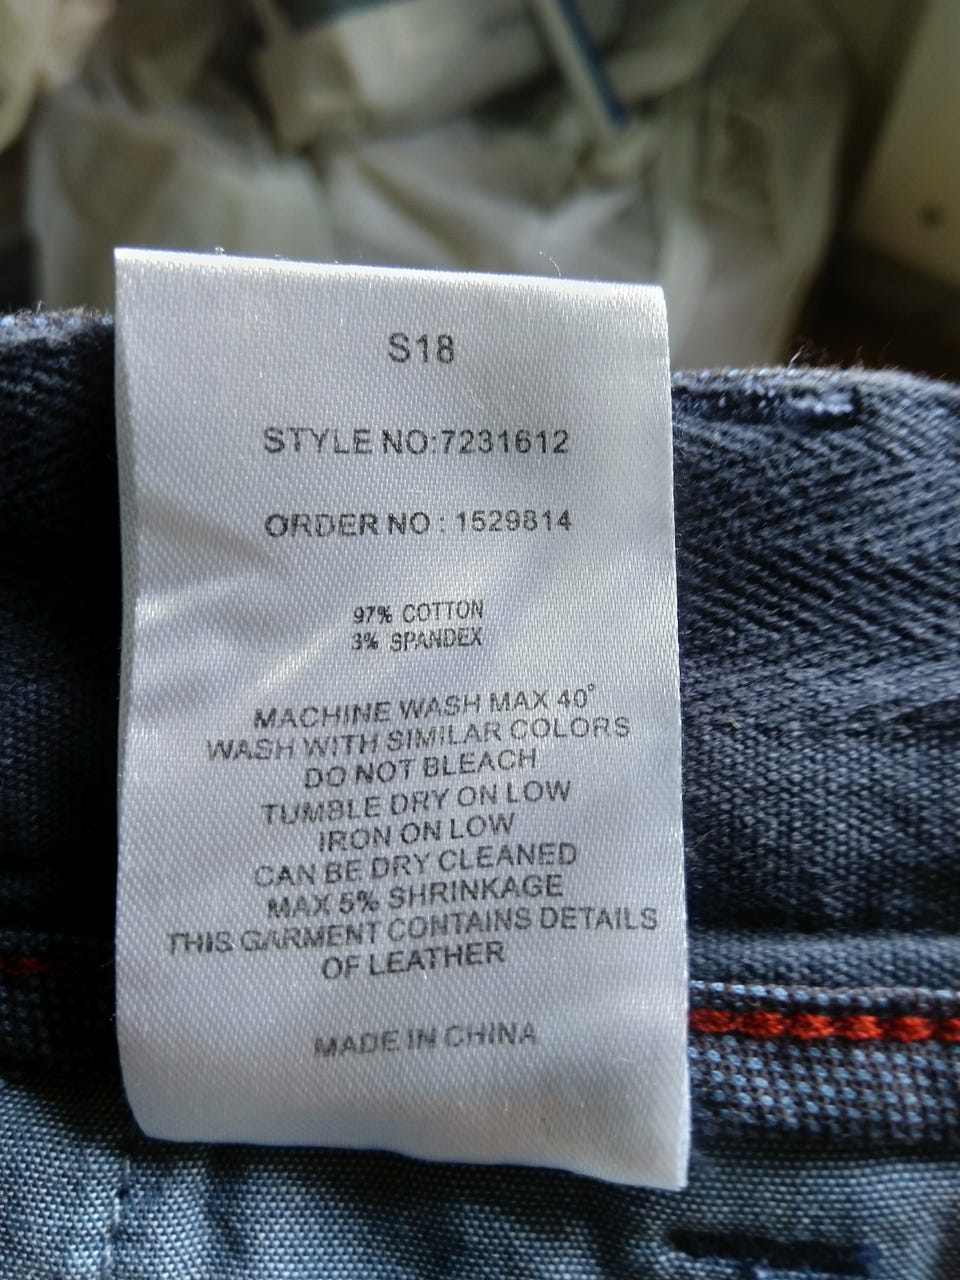 S18
STYLE NO:7231612
ORDER NO : 1529814
97% COTTON
3% SPANDEX
MACHINE WASH MAX 40°
WASH WITH SIMILAR COLORS
DO NOT BLEACH
TUMBLE DRY ON LOW
IRON ON LOW
CAN BE DRY CLEANED
MAX 5% SHRINKAGE
THIS GARMENT CONTAINS DETAILS
OF LEATHER
MADE IN CHINA